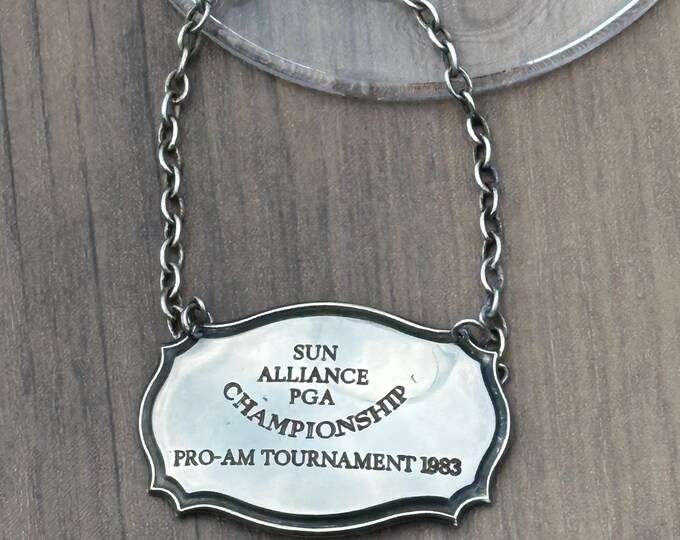 SUN
ALLIANCE
PGA
CHAMPIONSHIP
PRO-AM TOURNAMENT 1983